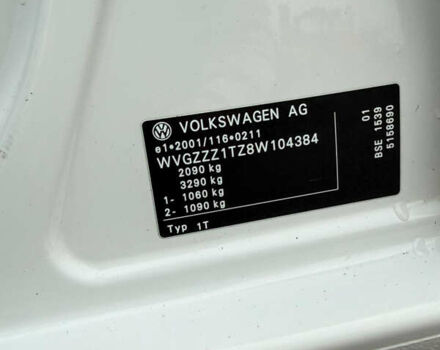 VOLKSWAGEN AG
e1*2001/116*0211
WVGZZZ1TZ8W104384
2090 kg
3290 kg
1- 1060 kg
2- 1090 kg
Typ 1T
01
BSE 1539
5158690